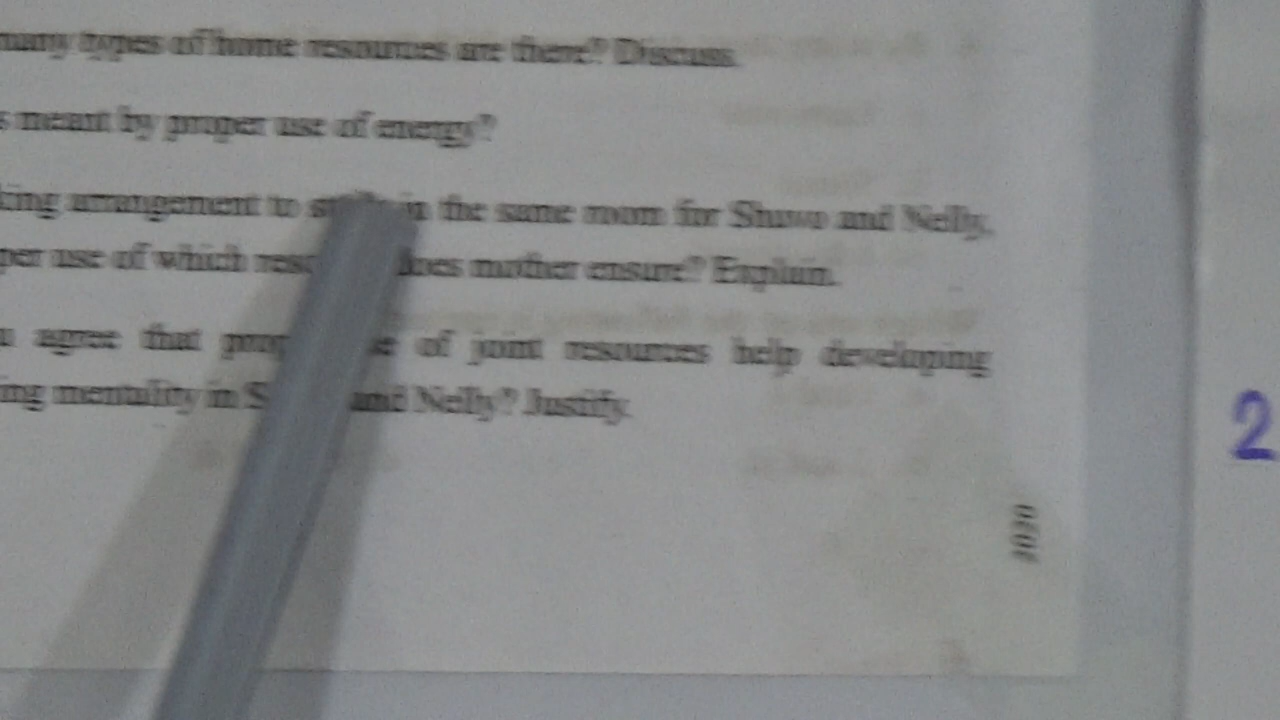 many types of home resources are there? Discuss.
meant by proper use of energy?
king arrangement to in the same room for Shuvo and Nelly,
per use of which does mother ensure? Explain.
agree that of joint resources help developing
ing mentality in and Nelly? Justify.
2020
2